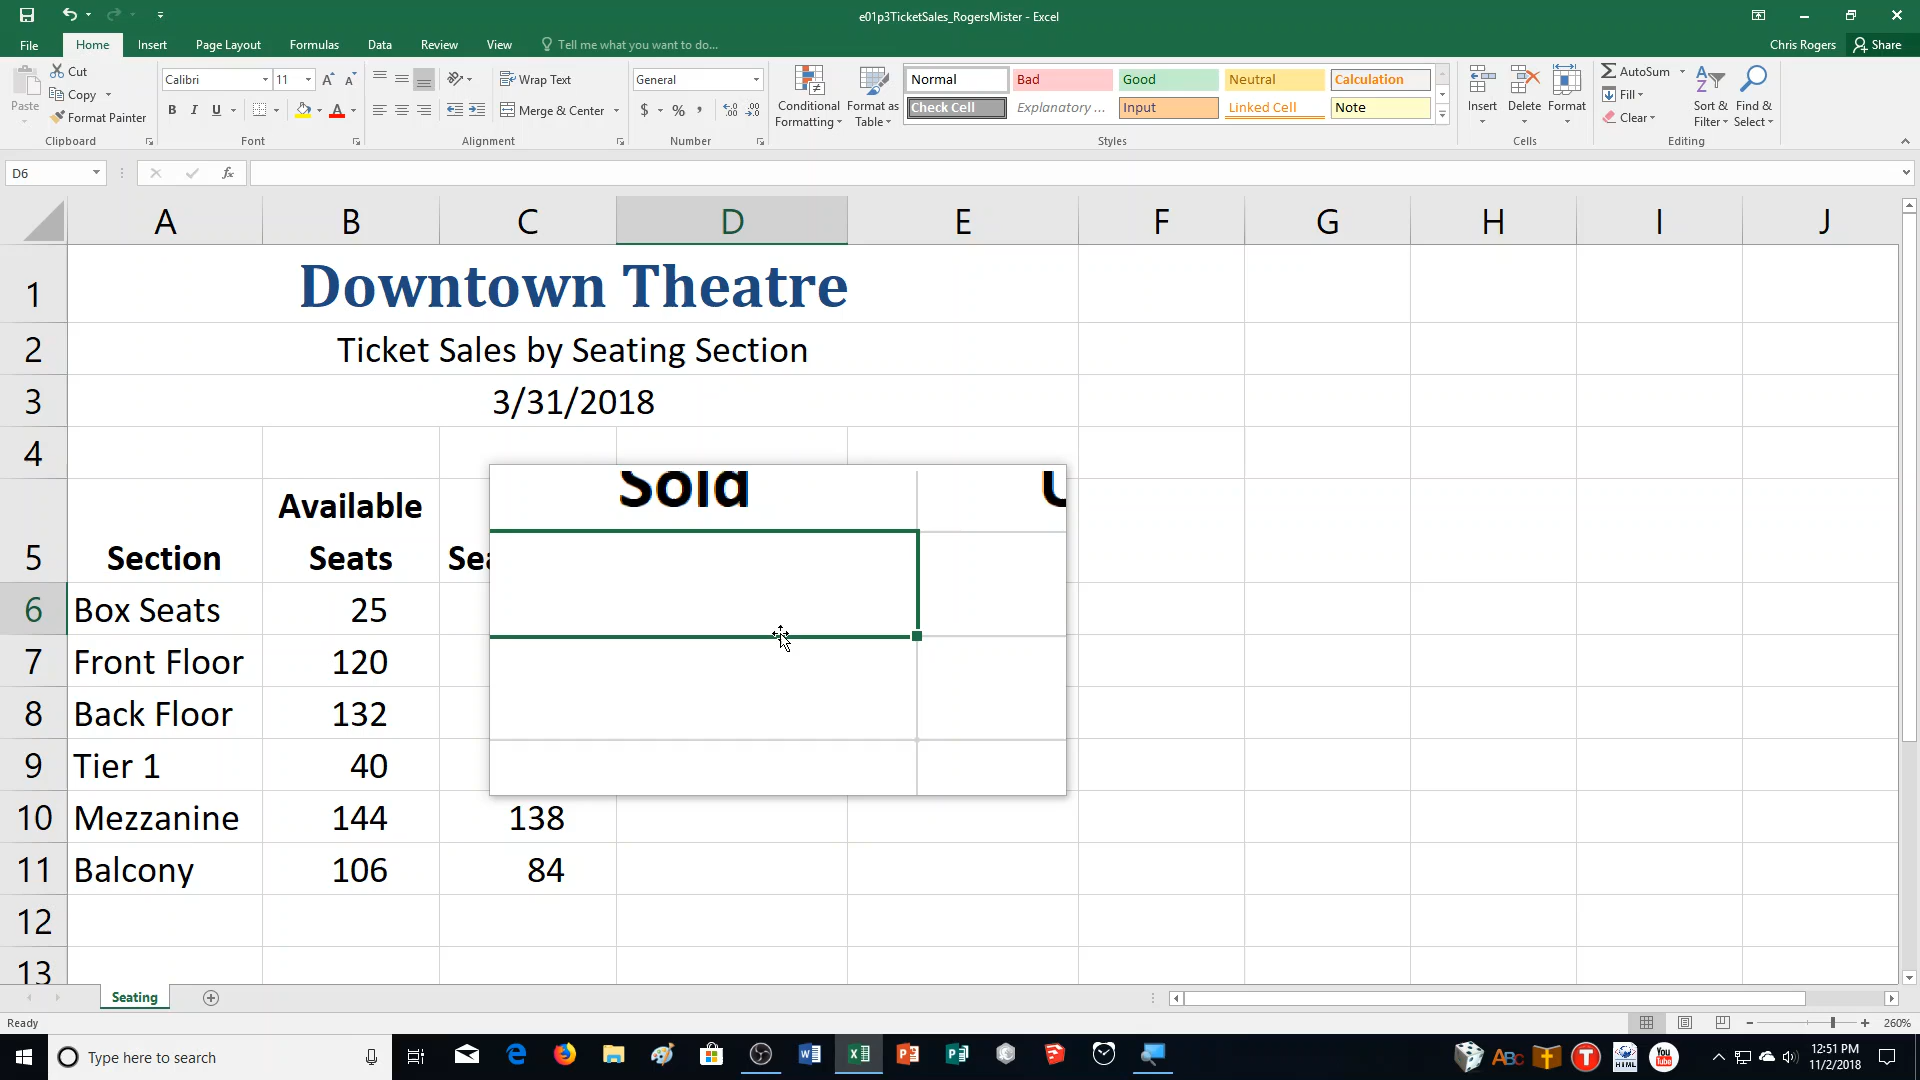 e01p3TicketSales_RogersMister - Excel
File Home Insert Page Layout Formulas Data Review View Tell me what you want to do... Chris Rogers Share
Paste
Cut
Copy
Format Painter
Clipboard
Calibri 11
B I U
Font
Wrap Text
Merge & Center
Alignment
General
$ % ,
Number
Conditional Formatting
Format as Table
Normal Bad Good Neutral Calculation
Check Cell Explanatory ... Input Linked Cell Note
Styles
Insert Delete Format
Cells
AutoSum
Fill
Clear
Sort & Filter
Find & Select
Editing
D6 fx
A B C D E F G H I J
1 Downtown Theatre
2 Ticket Sales by Seating Section
3 3/31/2018
4
Sold
5 Section Available Seats
6 Box Seats 25
7 Front Floor 120
8 Back Floor 132
9 Tier 1 40
10 Mezzanine 144 138
11 Balcony 106 84
12
13
Seating
Ready 260%
Type here to search
ABC
HTML
You Tube
12:51 PM
11/2/2018